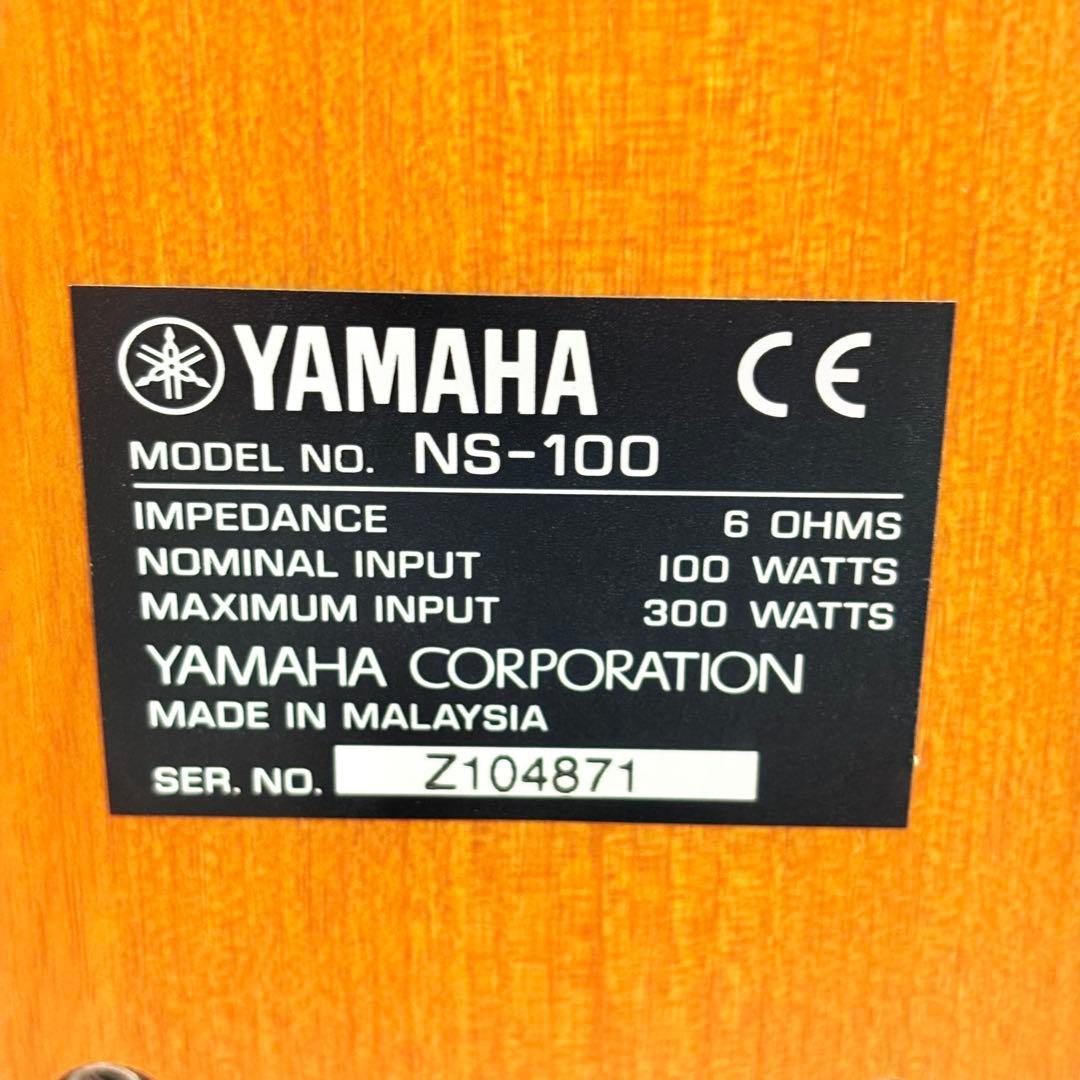 YAMAHA CE
MODEL NO. NS-100
IMPEDANCE 6 OHMS
NOMINAL INPUT 100 WATTS
MAXIMUM INPUT 300 WATTS
YAMAHA CORPORATION
MADE IN MALAYSIA
SER. NO. Z104871